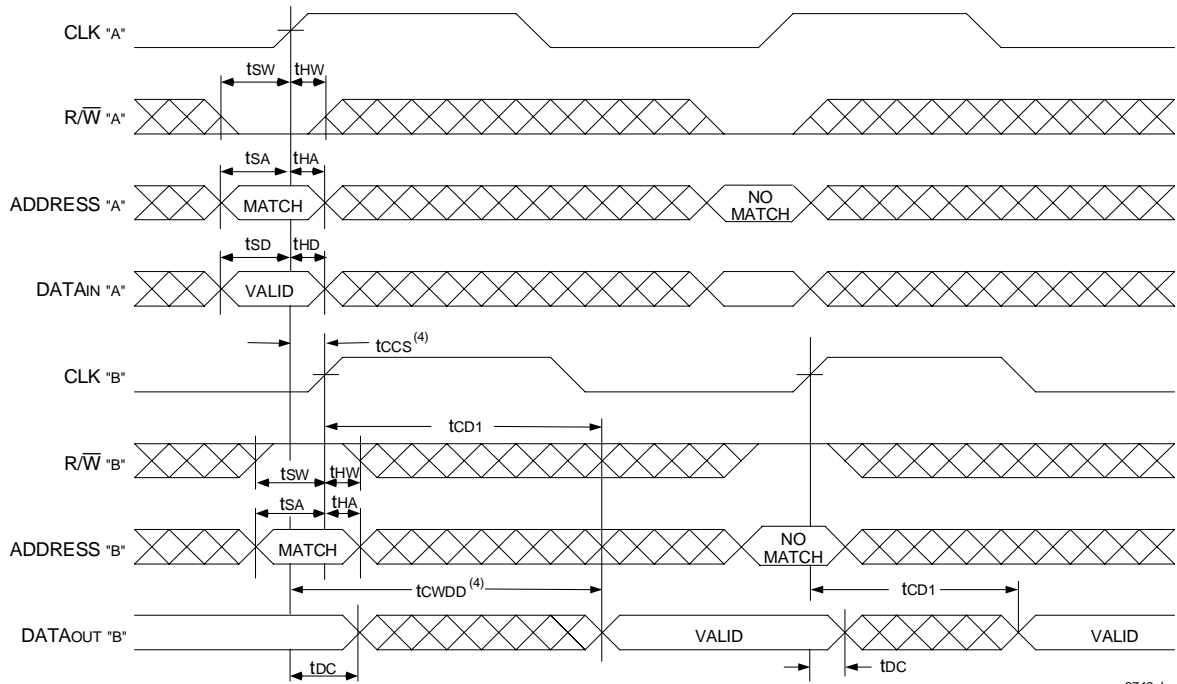 CLK "A"
tSW tHW
R/W̅ "A"
tSA tHA
ADDRESS "A" MATCH NO MATCH
tSD tHD
DATAIN "A" VALID
tCCS(4)
CLK "B"
tCD1
R/W̅ "B"
tSW tHW
tSA tHA
ADDRESS "B" MATCH NO MATCH
tCWDD(4) tCD1
DATAOUT "B" VALID VALID
tDC tDC